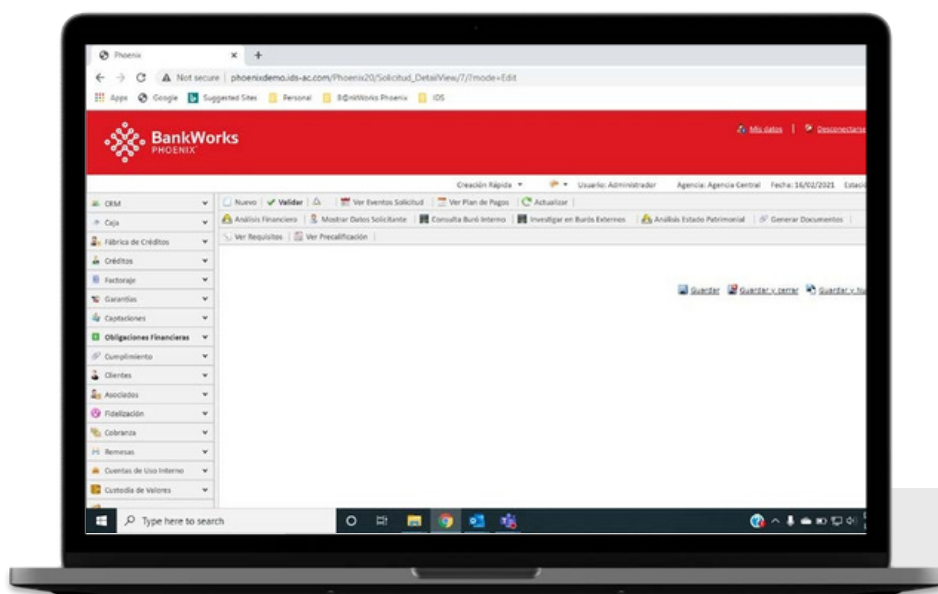 Phoenix
Not secure | phoenixdemo.ids-ac.com/Phoenix20/Solicitud_DetailView/7/?mode=Edit
Apps Google Suggested Sites Personal B@nkWorks Phoenix IDS
BankWorks
PHOENIX
Mis datos | Desconectarse
Creación Rápida Usuario: Administrador Agencia: Agencia Central Fecha: 16/02/2021
Nuevo Validar Ver Eventos Solicitud Ver Plan de Pagos Actualizar
Análisis Financiero Mostrar Datos Solicitante Consulta Buró Interno Investigar en Burós Externos Análisis Estado Patrimonial Generar Documentos
Ver Requisitos Ver Precalificación
Guardar Guardar y cerrar Guardar y Nu
CRM
Caja
Fábrica de Créditos
Créditos
Factoraje
Garantías
Captaciones
Obligaciones Financieras
Cumplimiento
Clientes
Asociados
Fidelización
Cobranza
Remesas
Cuentas de Uso Interno
Custodia de Valores
Type here to search